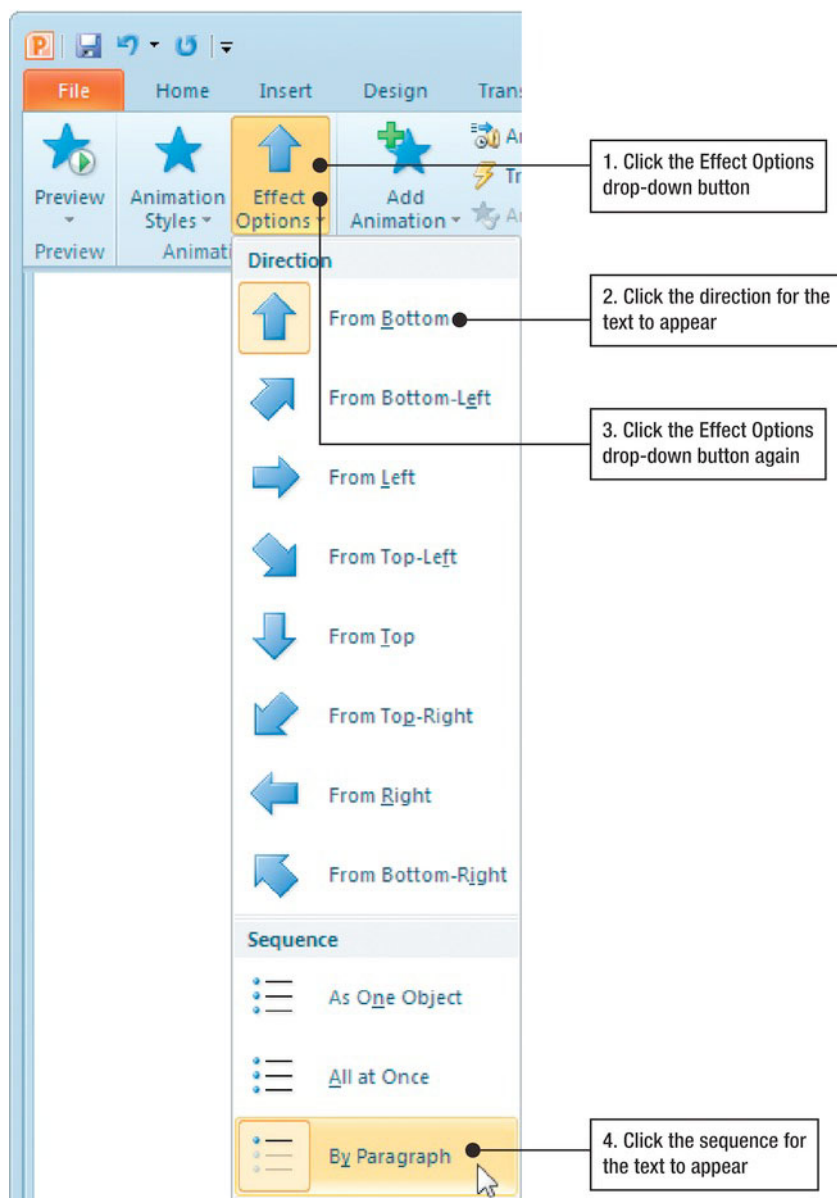 File Home Insert Design Trans
Preview Animation Styles Effect Options Add Animation An
Tr
An
Preview Animati
1. Click the Effect Options
drop-down button
Direction
From Bottom
2. Click the direction for the
text to appear
From Bottom-Left
3. Click the Effect Options
drop-down button again
From Left
From Top-Left
From Top
From Top-Right
From Right
From Bottom-Right
Sequence
As One Object
All at Once
By Paragraph
4. Click the sequence for
the text to appear